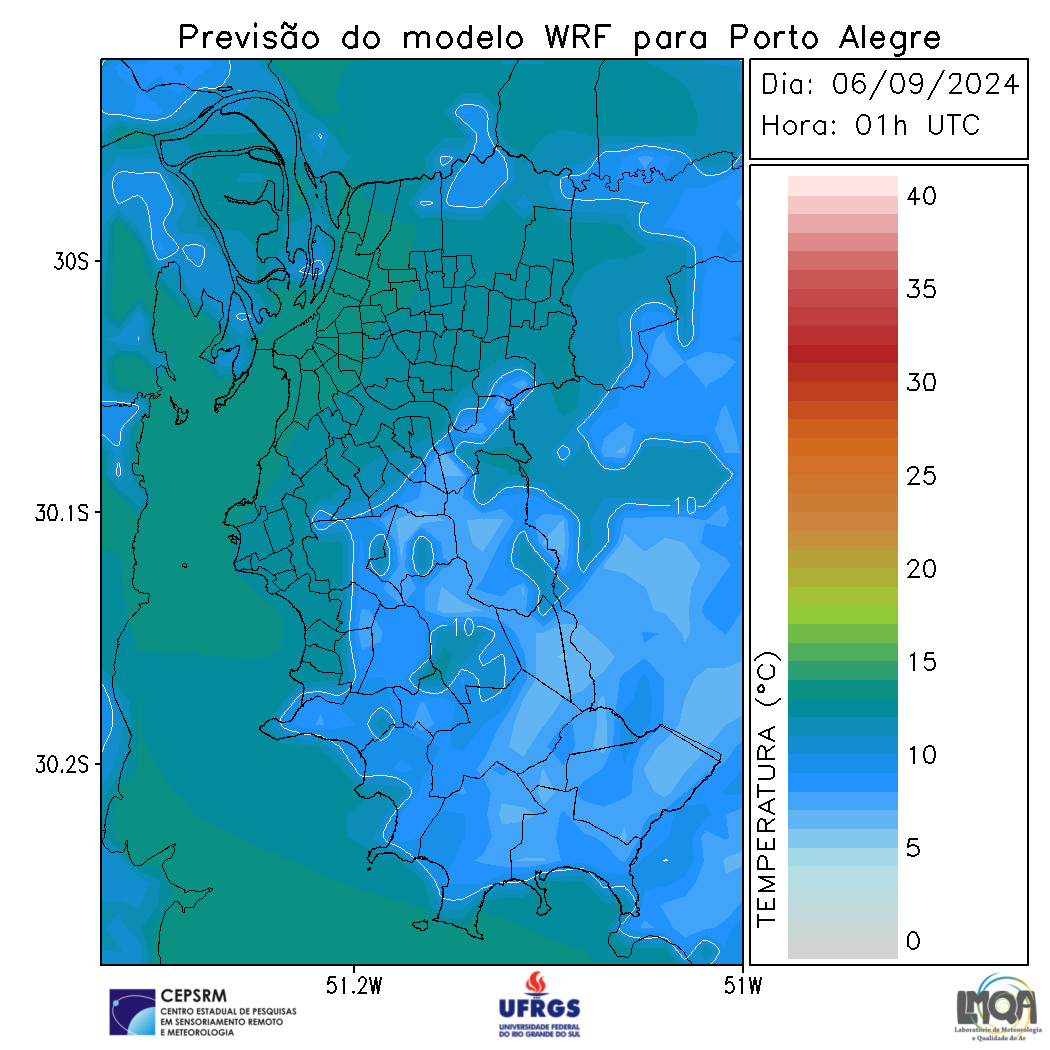 Previsão do modelo WRF para Porto Alegre
Dia: 06/09/2024
Hora: 01h UTC
40
35
30
25
20
15
10
5
0
TEMPERATURA (°C)
30S
30.1S
30.2S
10
10
51.2W
51W
CEPSRM
CENTRO ESTADUAL DE PESQUISAS
EM SENSORIAMENTO REMOTO
E METEOROLOGIA
UFRGS
UNIVERSIDADE FEDERAL
DO RIO GRANDE DO SUL
LMQA
Laboratório de Meteorologia
e Qualidade do Ar